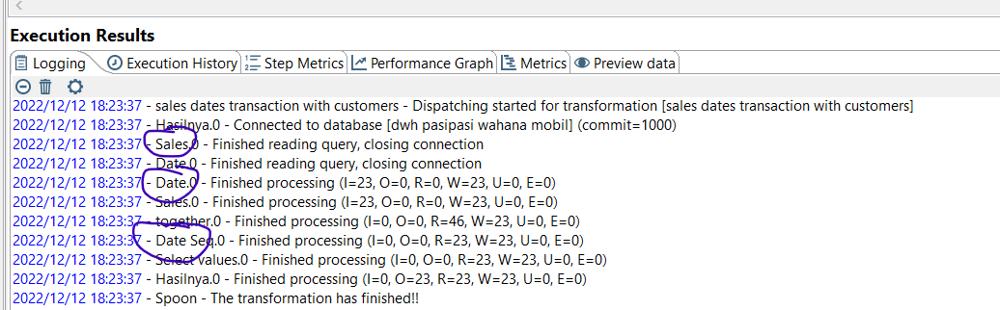 Execution Results
Logging Execution History Step Metrics Performance Graph Metrics Preview data
2022/12/12 18:23:37 - sales dates transaction with customers - Dispatching started for transformation [sales dates transaction with customers]
2022/12/12 18:23:37 - Hasilnya.0 - Connected to database [dwh pasipasi wahana mobil] (commit=1000)
2022/12/12 18:23:37 - Sales.0 - Finished reading query, closing connection
2022/12/12 18:23:37 - Date.0 - Finished reading query, closing connection
2022/12/12 18:23:37 - Date.0 - Finished processing (I=23, O=0, R=0, W=23, U=0, E=0)
2022/12/12 18:23:37 - Sales.0 - Finished processing (I=23, O=0, R=0, W=23, U=0, E=0)
2022/12/12 18:23:37 - together.0 - Finished processing (I=0, O=0, R=46, W=23, U=0, E=0)
2022/12/12 18:23:37 - Date Seq.0 - Finished processing (I=0, O=0, R=23, W=23, U=0, E=0)
2022/12/12 18:23:37 - Select values.0 - Finished processing (I=0, O=0, R=23, W=23, U=0, E=0)
2022/12/12 18:23:37 - Hasilnya.0 - Finished processing (I=0, O=23, R=23, W=23, U=0, E=0)
2022/12/12 18:23:37 - Spoon - The transformation has finished!!